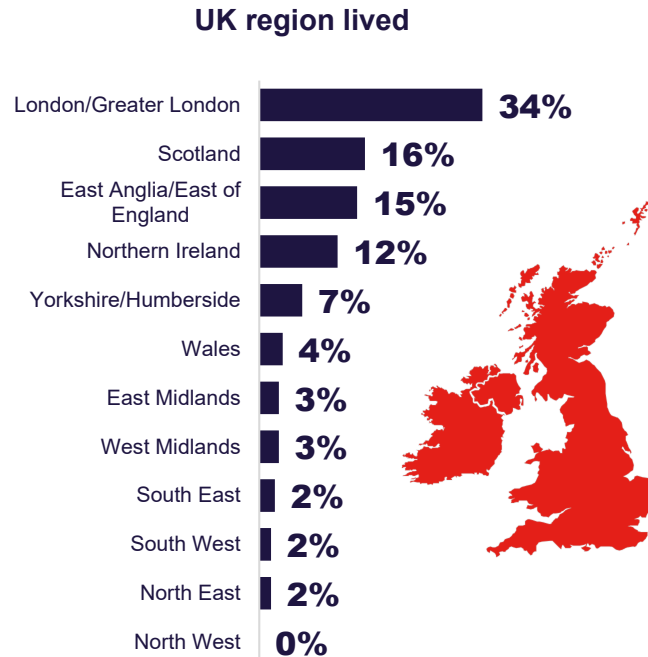 UK region lived
London/Greater London 34%
Scotland 16%
East Anglia/East of
England 15%
Northern Ireland 12%
Yorkshire/Humberside 7%
Wales 4%
East Midlands 3%
West Midlands 3%
South East 2%
South West 2%
North East 2%
North West 0%